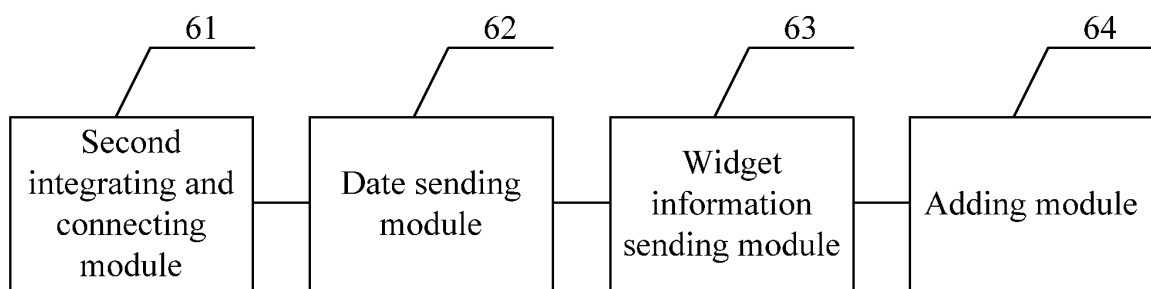 61
62
63
64
Second
integrating and
connecting
module
Date sending
module
Widget
information
sending module
Adding module